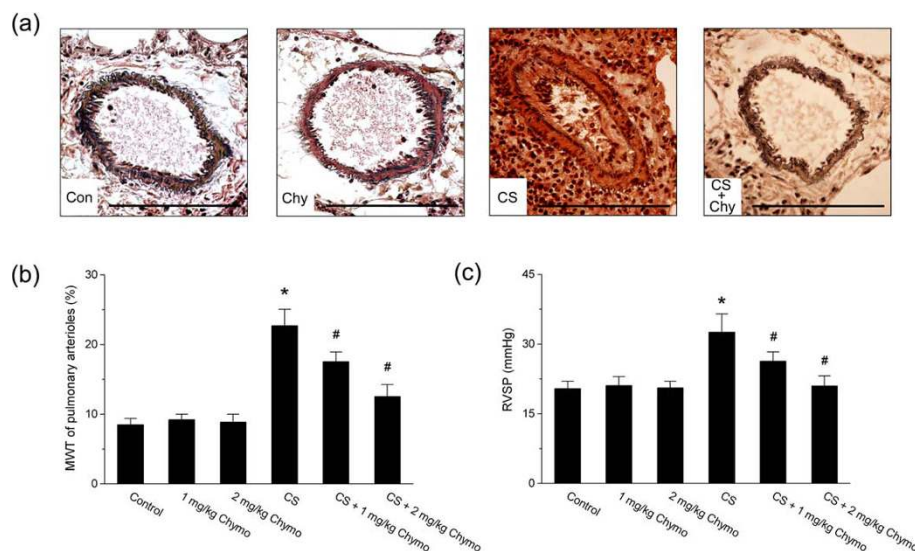 (a)
Con
Chy
CS
CS
+
Chy
(b)
MWT of pulmonary arterioles (%)
30
20
10
0
*
#
#
Control
1 mg/kg Chymo
2 mg/kg Chymo
CS
CS + 1 mg/kg Chymo
CS + 2 mg/kg Chymo
(c)
RVSP (mmHg)
45
30
15
0
*
#
#
Control
1 mg/kg Chymo
2 mg/kg Chymo
CS
CS + 1 mg/kg Chymo
CS + 2 mg/kg Chymo